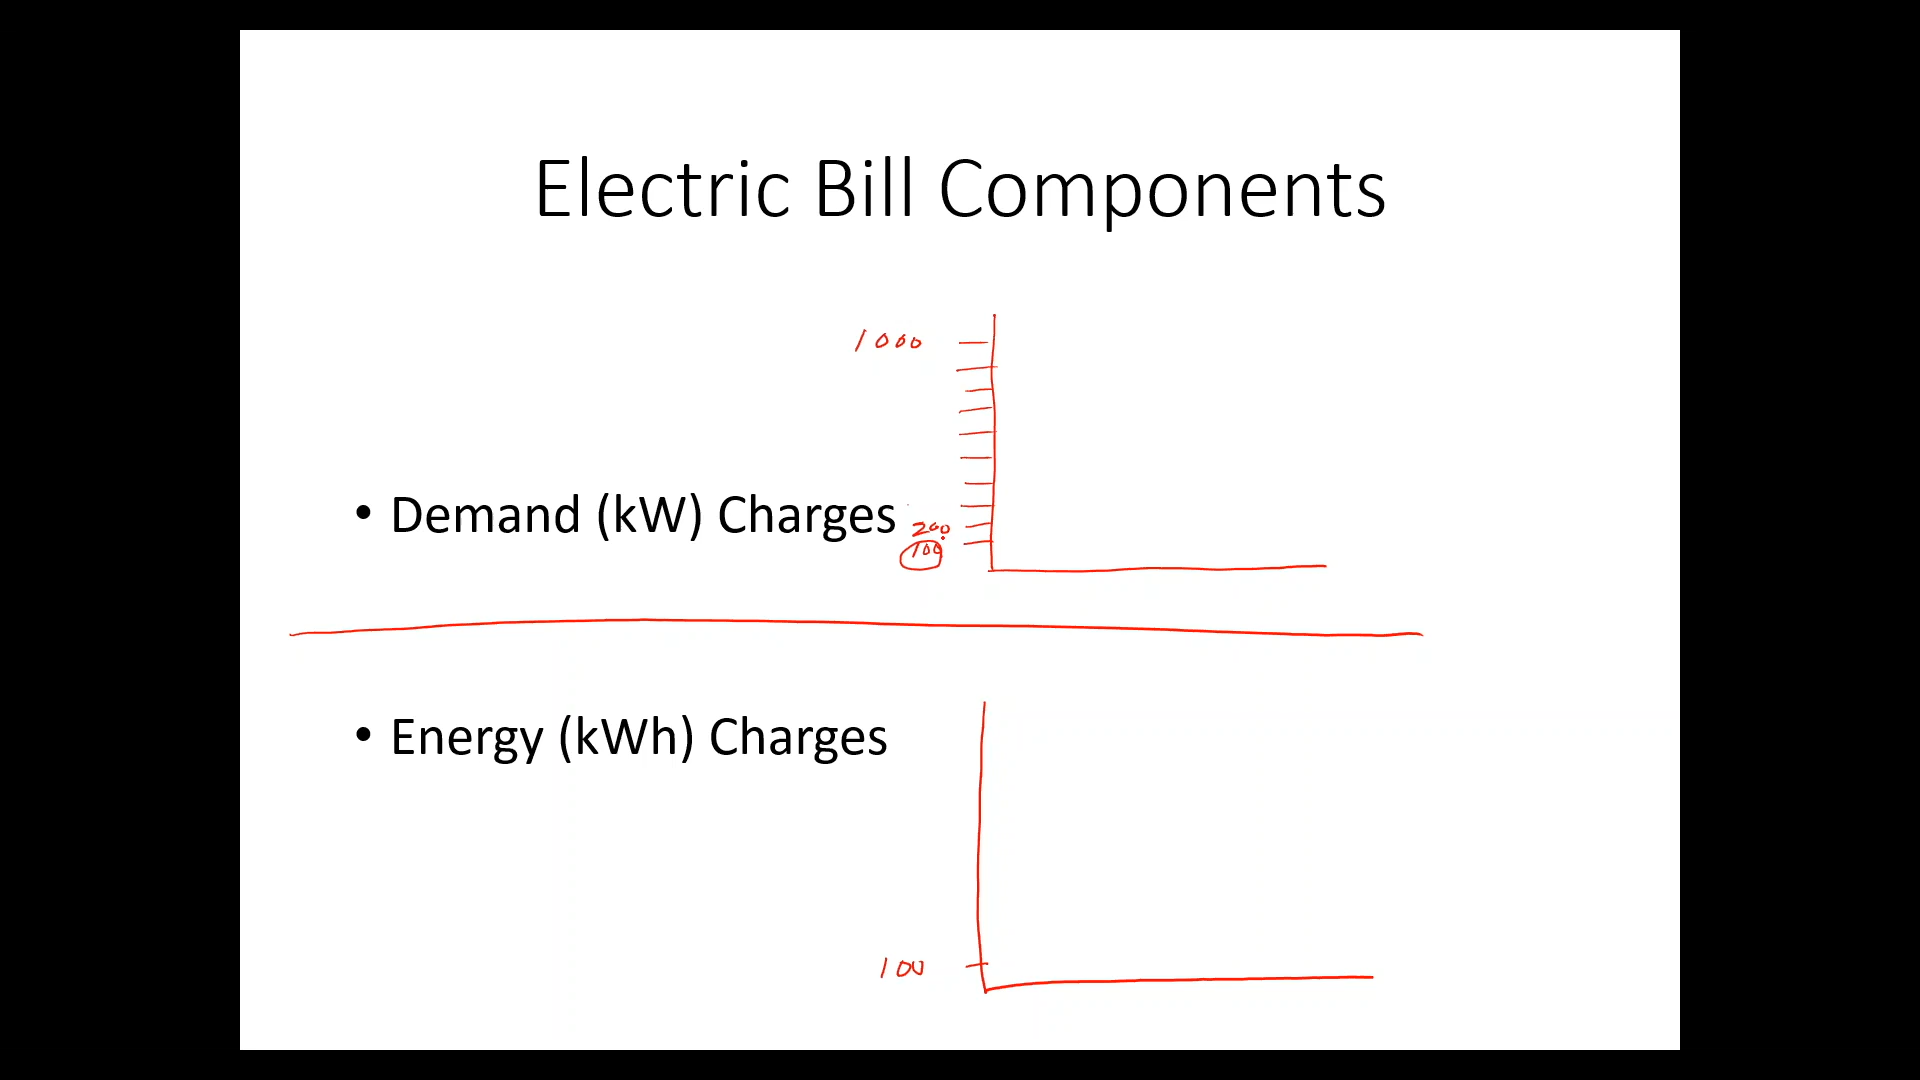 Electric Bill Components
1000
• Demand (kW) Charges
200
100
• Energy (kWh) Charges
100